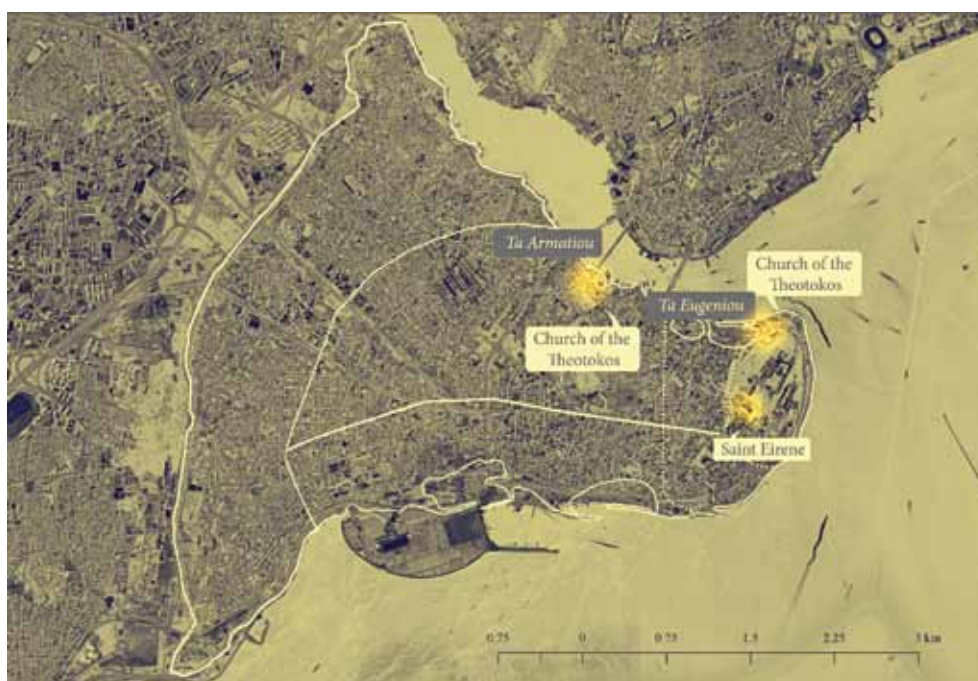 Ta Armatiou
Church of the
Theotokos
Ta Eugeniou
Church of the
Theotokos
Saint Eirene
0.75 0 0.75 1.5 2.25 3 km